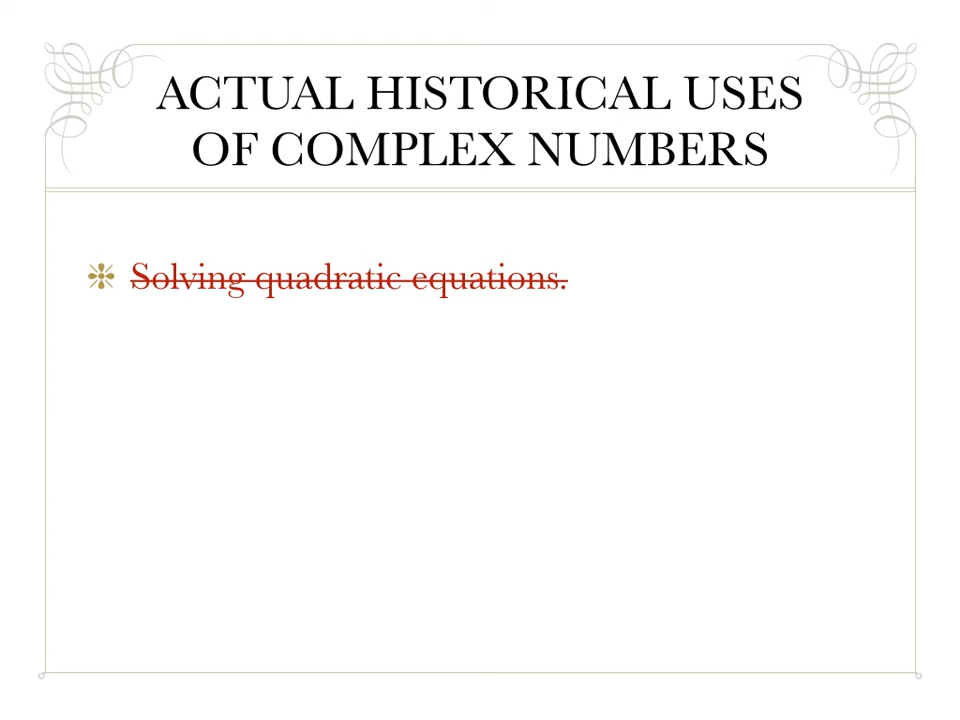 ACTUAL HISTORICAL USES
OF COMPLEX NUMBERS
Solving quadratic equations.